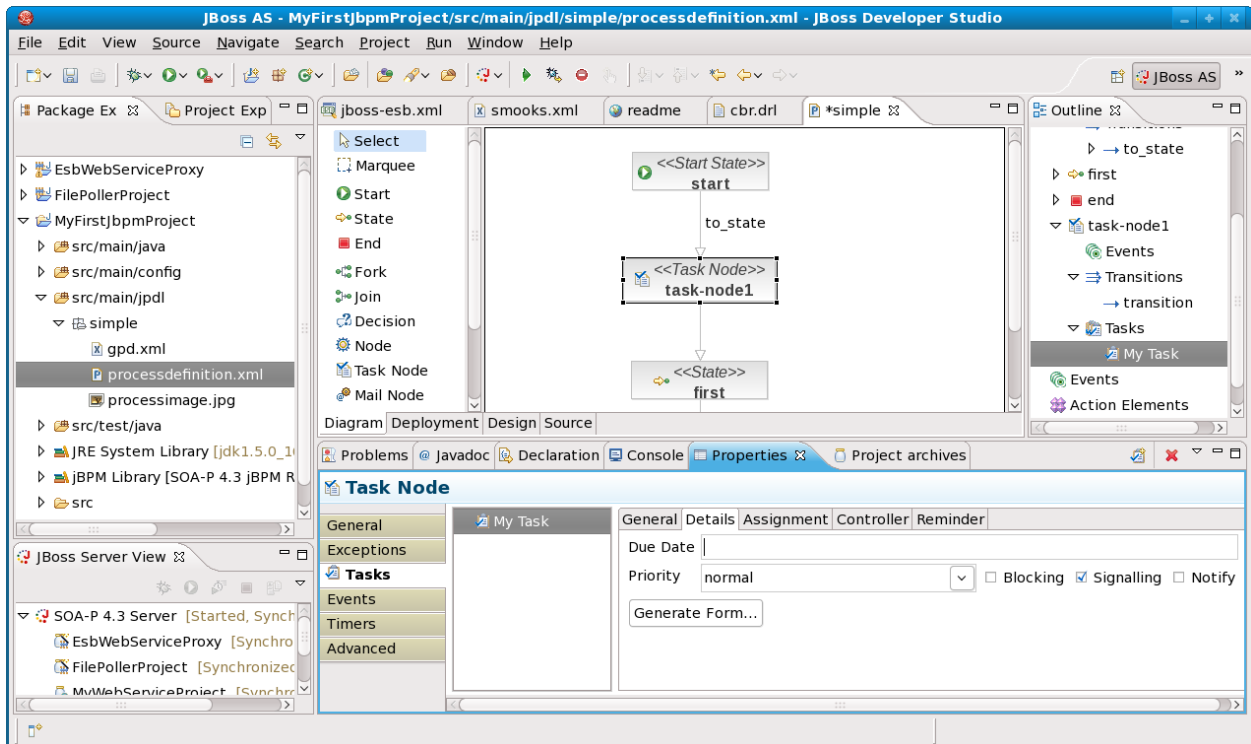 JBoss AS - MyFirstJbpmProject/src/main/jpdl/simple/processdefinition.xml - JBoss Developer Studio
File Edit View Source Navigate Search Project Run Window Help
JBoss AS »
Package Ex Project Exp
EsbWebServiceProxy
FilePollerProject
MyFirstJbpmProject
src/main/java
src/main/config
src/main/jpdl
simple
gpd.xml
processdefinition.xml
processimage.jpg
src/test/java
JRE System Library [jdk1.5.0_1
jBPM Library [SOA-P 4.3 jBPM R
src
JBoss Server View
SOA-P 4.3 Server [Started, Synch
EsbWebServiceProxy [Synchro
FilePollerProject [Synchronized
MyWebServiceProject [Synchro
jboss-esb.xml smooks.xml readme cbr.drl *simple
Select
Marquee
Start
State
End
Fork
Join
Decision
Node
Task Node
Mail Node
<<Start State>>
start
to_state
<<Task Node>>
task-node1
<<State>>
first
Diagram Deployment Design Source
Outline
Transitions
to_state
first
end
task-node1
Events
Transitions
transition
Tasks
My Task
Events
Action Elements
Problems @ Javadoc Declaration Console Properties Project archives
Task Node
General
Exceptions
Tasks
Events
Timers
Advanced
My Task
General Details Assignment Controller Reminder
Due Date
Priority normal Blocking Signalling Notify
Generate Form...